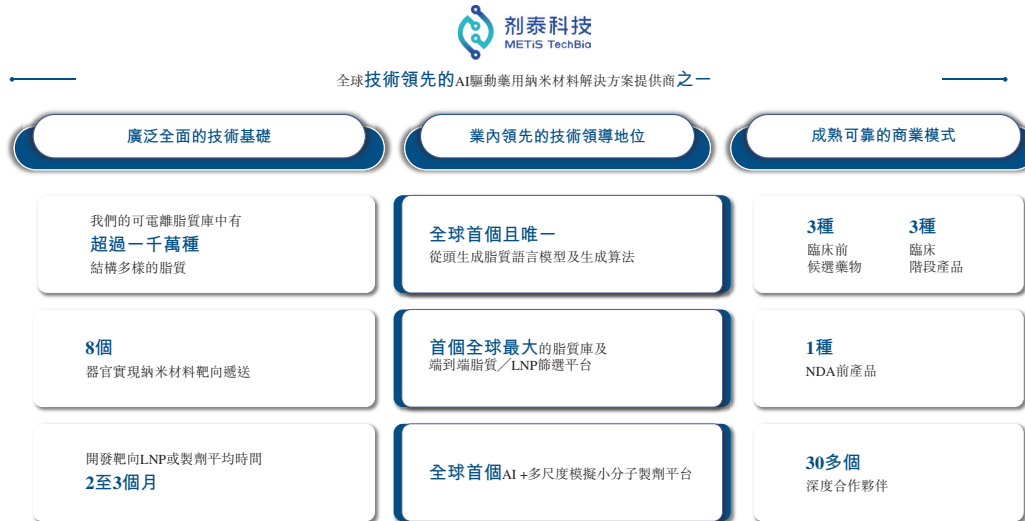 剂泰科技
METiS TechBio
全球技術領先的AI驅動藥用納米材料解決方案提供商之一
廣泛全面的技術基礎
業內領先的技術領導地位
成熟可靠的商業模式
我們的可電離脂質庫中有
超過一千萬種
結構多樣的脂質
全球首個且唯一
從頭生成脂質語言模型及生成算法
3種
臨床前
候選藥物
3種
臨床
階段產品
8個
器官實現納米材料靶向遞送
首個全球最大的脂質庫及
端到端脂質／LNP篩選平台
1種
NDA前產品
開發靶向LNP或製劑平均時間
2至3個月
全球首個AI +多尺度模擬小分子製劑平台
30多個
深度合作夥伴